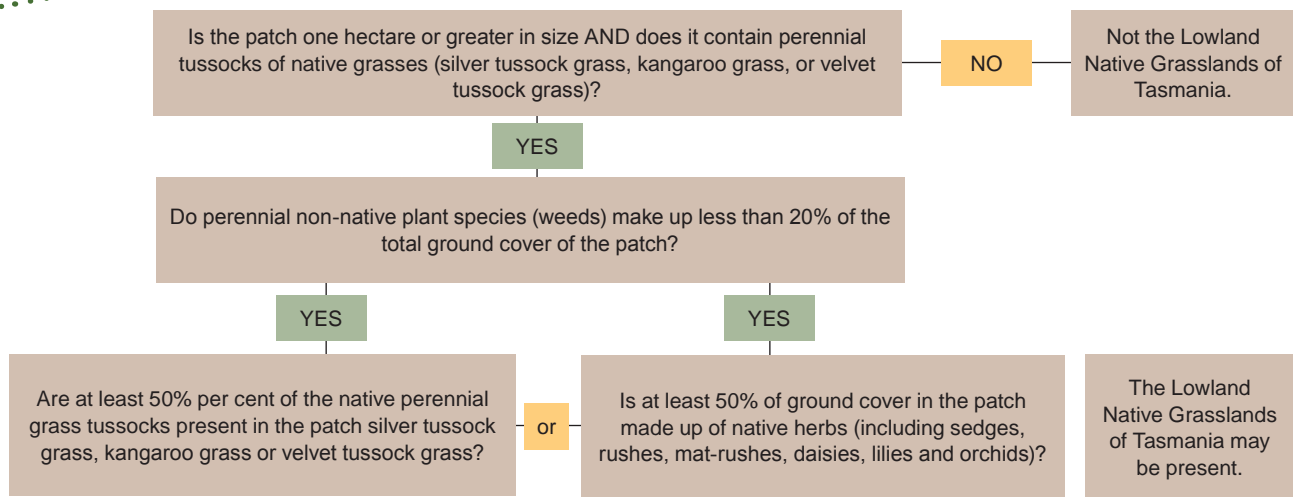 Is the patch one hectare or greater in size AND does it contain perennial
tussocks of native grasses (silver tussock grass, kangaroo grass, or velvet
tussock grass)?
NO
Not the Lowland
Native Grasslands of
Tasmania.
YES
Do perennial non-native plant species (weeds) make up less than 20% of the
total ground cover of the patch?
YES
YES
Are at least 50% per cent of the native perennial
grass tussocks present in the patch silver tussock
grass, kangaroo grass or velvet tussock grass?
or
Is at least 50% of ground cover in the patch
made up of native herbs (including sedges,
rushes, mat-rushes, daisies, lilies and orchids)?
The Lowland
Native Grasslands
of Tasmania may
be present.